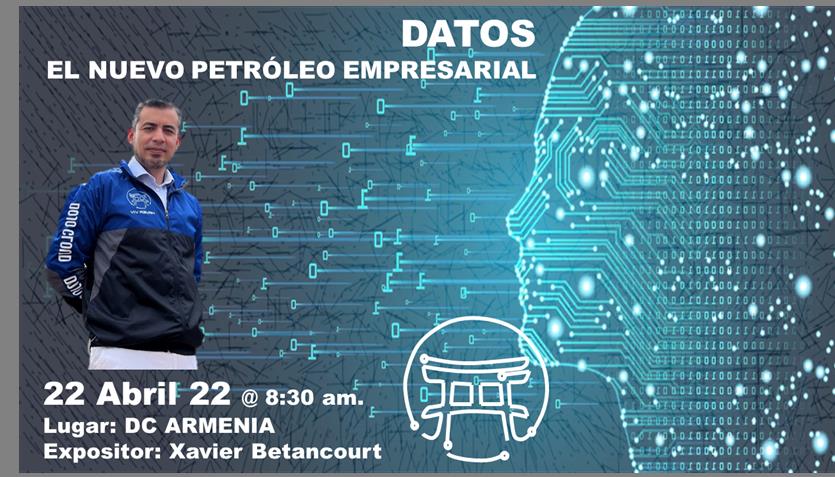 DATOS
EL NUEVO PETRÓLEO EMPRESARIAL
22 Abril 22 @ 8:30 am.
Lugar: DC ARMENIA
Expositor: Xavier Betancourt